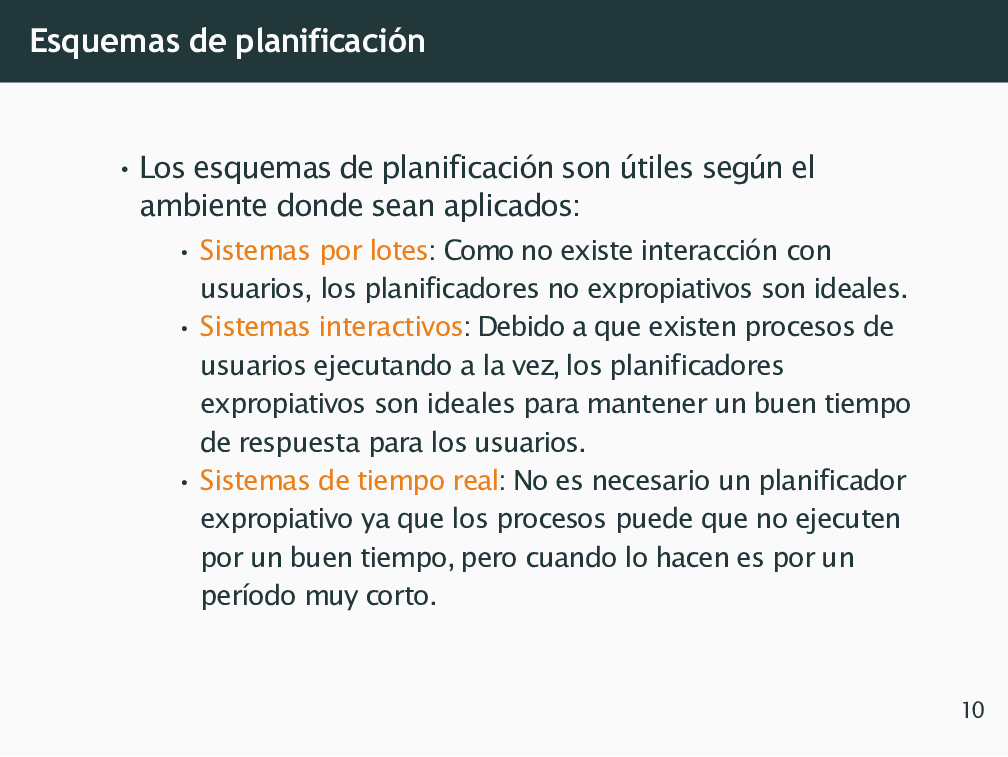 Esquemas de planificación
• Los esquemas de planificación son útiles según el
ambiente donde sean aplicados:
• Sistemas por lotes: Como no existe interacción con
usuarios, los planificadores no expropiativos son ideales.
• Sistemas interactivos: Debido a que existen procesos de
usuarios ejecutando a la vez, los planificadores
expropiativos son ideales para mantener un buen tiempo
de respuesta para los usuarios.
• Sistemas de tiempo real: No es necesario un planificador
expropiativo ya que los procesos puede que no ejecuten
por un buen tiempo, pero cuando lo hacen es por un
período muy corto.
10